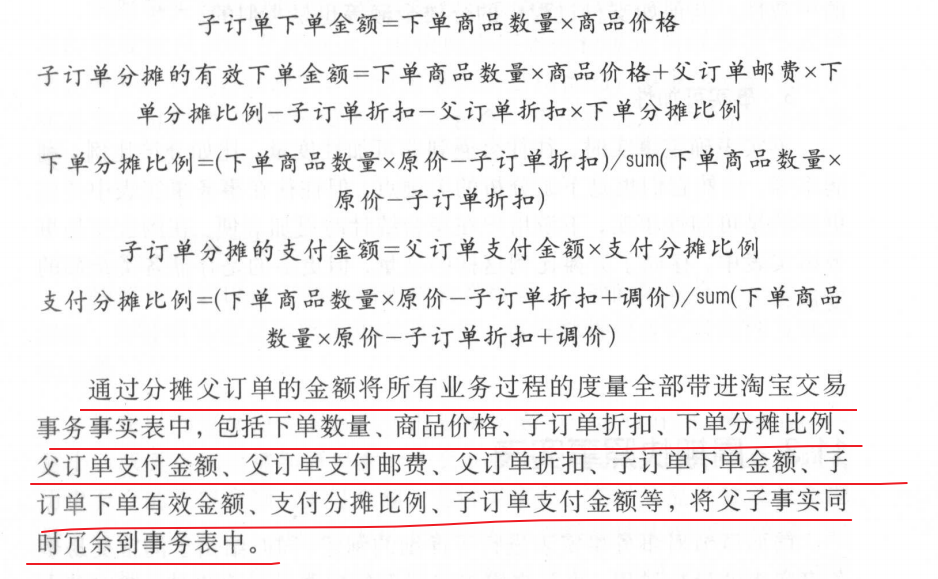 子订单下单金额=下单商品数量×商品价格
子订单分摊的有效下单金额=下单商品数量×商品价格+父订单邮费×下
单分摊比例-子订单折扣-父订单折扣×下单分摊比例
下单分摊比例=(下单商品数量×原价-子订单折扣)/sum(下单商品数量×
原价-子订单折扣)
子订单分摊的支付金额=父订单支付金额×支付分摊比例
支付分摊比例=(下单商品数量×原价-子订单折扣+调价)/sum(下单商品
数量×原价-子订单折扣+调价)
通过分摊父订单的金额将所有业务过程的度量全部带进淘宝交易
事务事实表中，包括下单数量、商品价格、子订单折扣、下单分摊比例、
父订单支付金额、父订单支付邮费、父订单折扣、子订单下单金额、子
订单下单有效金额、支付分摊比例、子订单支付金额等，将父子事实同
时冗余到事务表中。